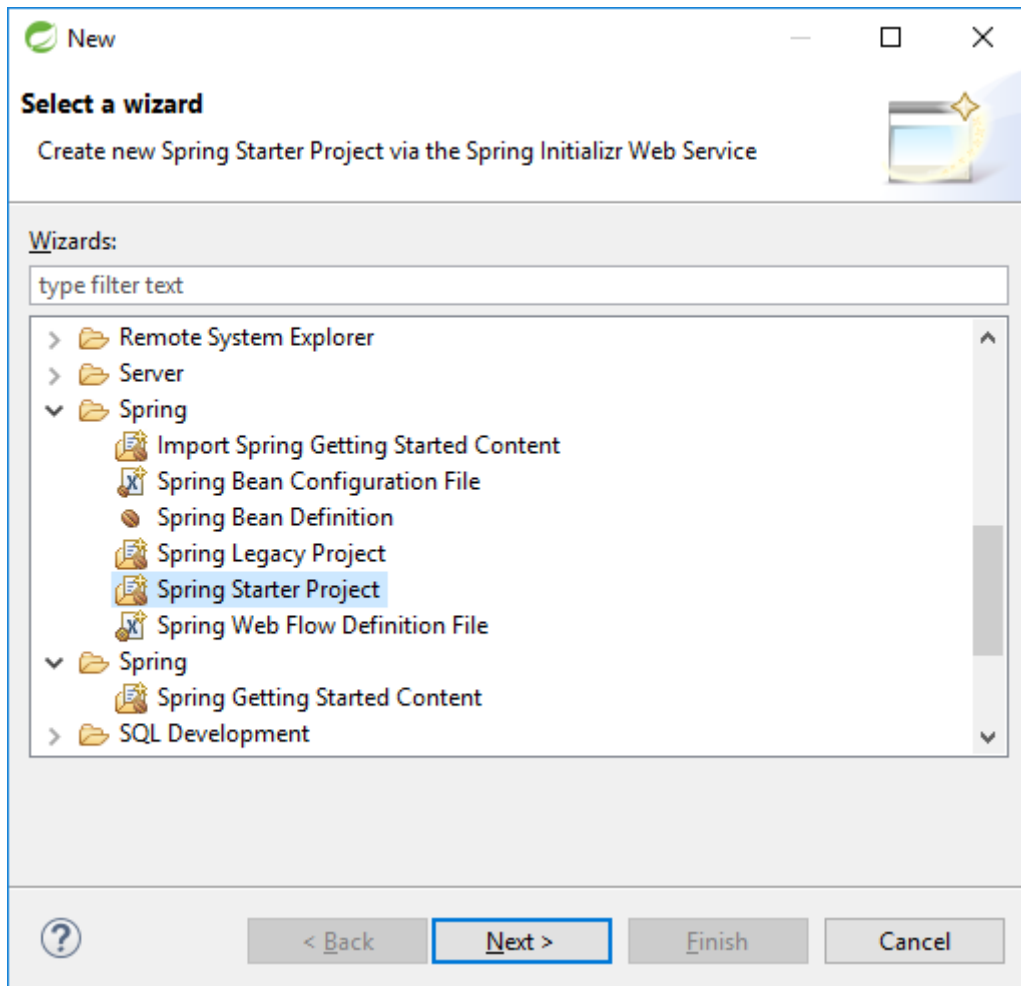 New
Select a wizard
Create new Spring Starter Project via the Spring Initializr Web Service
Wizards:
type filter text
Remote System Explorer
Server
Spring
Import Spring Getting Started Content
Spring Bean Configuration File
Spring Bean Definition
Spring Legacy Project
Spring Starter Project
Spring Web Flow Definition File
Spring
Spring Getting Started Content
SQL Development
? < Back Next > Finish Cancel